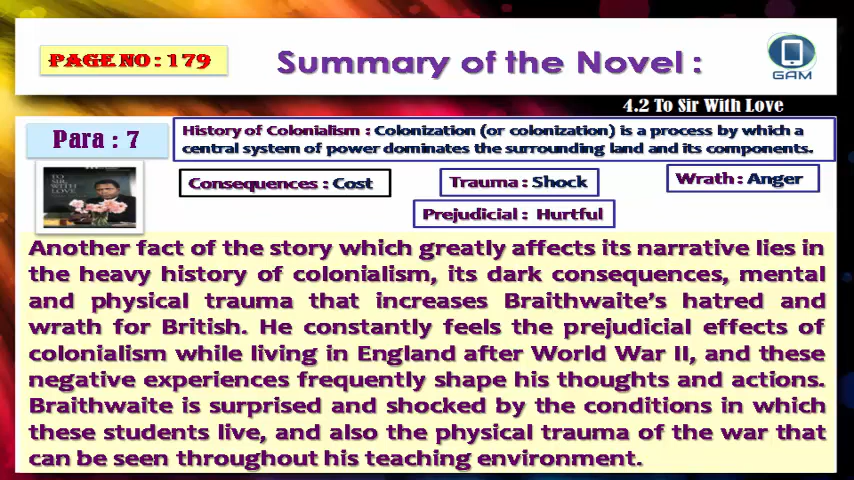 PAGE NO : 179
Summary of the Novel :
GAM
4.2 To Sir With Love
Para : 7
History of Colonialism : Colonization (or colonization) is a process by which a
central system of power dominates the surrounding land and its components.
Consequences : Cost
Trauma : Shock
Wrath : Anger
Prejudicial : Hurtful
TO
SIR,
WITH
LOVE
Another fact of the story which greatly affects its narrative lies in
the heavy history of colonialism, its dark consequences, mental
and physical trauma that increases Braithwaite's hatred and
wrath for British. He constantly feels the prejudicial effects of
colonialism while living in England after World War II, and these
negative experiences frequently shape his thoughts and actions.
Braithwaite is surprised and shocked by the conditions in which
these students live, and also the physical trauma of the war that
can be seen throughout his teaching environment.